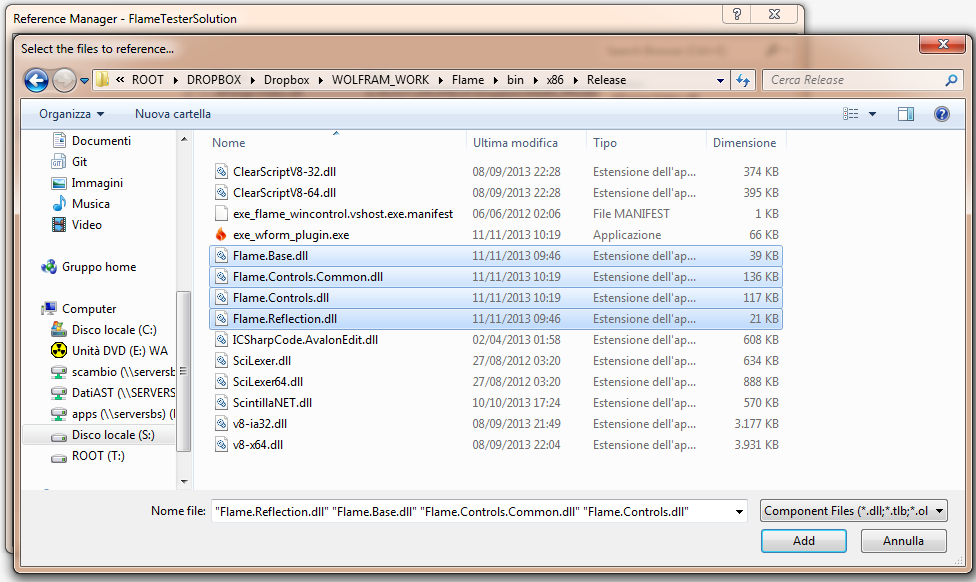 Reference Manager - FlameTesterSolution
Select the files to reference...
« ROOT DROPBOX Dropbox WOLFRAM_WORK Flame bin x86 Release
Cerca Release
Organizza Nuova cartella
Nome Ultima modifica Tipo Dimensione
Documenti
Git
Immagini
Musica
Video
Gruppo home
Computer
Disco locale (C:)
Unità DVD (E:) WA
scambio (\\serversb
DatiAST (\\SERVERS
apps (\\serversbs) (I
Disco locale (S:)
ROOT (T:)
ClearScriptV8-32.dll 08/09/2013 22:28 Estensione dell'ap... 374 KB
ClearScriptV8-64.dll 08/09/2013 22:28 Estensione dell'ap... 395 KB
exe_flame_wincontrol.vshost.exe.manifest 06/06/2012 02:06 File MANIFEST 1 KB
exe_wform_plugin.exe 11/11/2013 10:19 Applicazione 66 KB
Flame.Base.dll 11/11/2013 09:46 Estensione dell'ap... 39 KB
Flame.Controls.Common.dll 11/11/2013 10:19 Estensione dell'ap... 136 KB
Flame.Controls.dll 11/11/2013 10:19 Estensione dell'ap... 117 KB
Flame.Reflection.dll 11/11/2013 09:46 Estensione dell'ap... 21 KB
ICSharpCode.AvalonEdit.dll 02/04/2013 01:58 Estensione dell'ap... 608 KB
SciLexer.dll 27/08/2012 03:20 Estensione dell'ap... 634 KB
SciLexer64.dll 27/08/2012 03:20 Estensione dell'ap... 888 KB
ScintillaNET.dll 10/10/2013 17:24 Estensione dell'ap... 570 KB
v8-ia32.dll 08/09/2013 21:49 Estensione dell'ap... 3.177 KB
v8-x64.dll 08/09/2013 22:04 Estensione dell'ap... 3.931 KB
Nome file: "Flame.Reflection.dll" "Flame.Base.dll" "Flame.Controls.Common.dll" "Flame.Controls.dll"
Component Files (*.dll;*.tlb;*.ol
Add Annulla